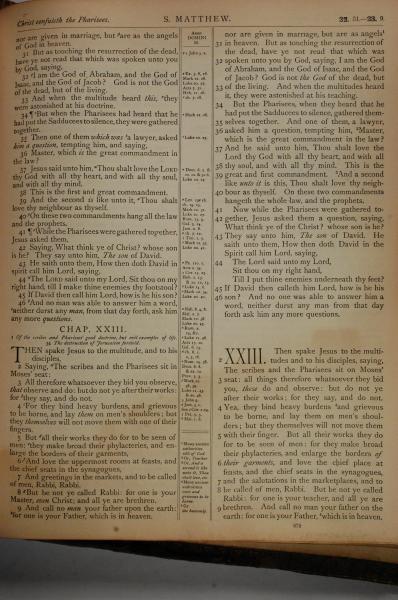 Christ confuteth the Pharisees.
S. MATTHEW.
22. 31.—23. 9.
nor are given in marriage, but are as the angels
of God in heaven.
31 But as touching the resurrection of the dead,
have ye not read that which was spoken unto you
by God, saying,
32 I am the God of Abraham, and the God of
Isaac, and the God of Jacob? God is not the God
of the dead, but of the living.
33 And when the multitude heard this, they
were astonished at his doctrine.
34 ¶ But when the Pharisees had heard that he
had put the Sadducees to silence, they were gathered
together.
35 Then one of them which was a lawyer, asked
him a question, tempting him, and saying,
36 Master, which is the great commandment in
the law?
37 Jesus said unto him, Thou shalt love the LORD
thy God with all thy heart, and with all thy soul,
and with all thy mind.
38 This is the first and great commandment.
39 And the second is like unto it, Thou shalt
love thy neighbour as thyself.
40 On these two commandments hang all the law
and the prophets.
41 ¶ While the Pharisees were gathered together,
Jesus asked them,
42 Saying, What think ye of Christ? whose son
is he? They say unto him, The son of David.
43 He saith unto them, How then doth David in
spirit call him Lord, saying,
44 The LORD said unto my Lord, Sit thou on my
right hand, till I make thine enemies thy footstool?
45 If David then call him Lord, how is he his son?
46 And no man was able to answer him a word,
neither durst any man, from that day forth, ask him
any more questions.
CHAP. XXIII.
THEN spake Jesus to the multitude, and to his
disciples,
2 Saying, The scribes and the Pharisees sit in
Moses' seat:
3 All therefore whatsoever they bid you observe,
that observe and do: but do not ye after their works:
for they say, and do not.
4 For they bind heavy burdens, and grievous
to be borne, and lay them on men's shoulders; but
they themselves will not move them with one of their
fingers.
5 But all their works they do for to be seen of
men: they make broad their phylacteries, and en-
large the borders of their garments,
6 And love the uppermost rooms at feasts, and
the chief seats in the synagogues,
7 And greetings in the markets, and to be called
of men, Rabbi, Rabbi.
8 But be not ye called Rabbi: for one is your
Master, even Christ; and all ye are brethren.
9 And call no man your father upon the earth:
for one is your Father, which is in heaven.
Anno
DOMINI
nor are given in marriage, but are as angels
31 in heaven. But as touching the resurrection of
the dead, have ye not read that which was
32 spoken unto you by God, saying, I am the God
of Abraham, and the God of Isaac, and the God
of Jacob? God is not the God of the dead, but
33 of the living. And when the multitudes heard
it, they were astonished at his teaching.
34 But the Pharisees, when they heard that he
had put the Sadducees to silence, gathered them-
35 selves together. And one of them, a lawyer,
36 asked him a question, tempting him, Master,
which is the great commandment in the law?
37 And he said unto him, Thou shalt love the
Lord thy God with all thy heart, and with all
38 thy soul, and with all thy mind. This is the
39 great and first commandment. And a second
like unto it is this, Thou shalt love thy neigh-
40 bour as thyself. On these two commandments
hangeth the whole law, and the prophets.
41 Now while the Pharisees were gathered to-
42 gether, Jesus asked them a question, saying,
What think ye of the Christ? whose son is he?
43 They say unto him, The son of David. He
saith unto them, How then doth David in the
Spirit call him Lord, saying,
44 The Lord said unto my Lord,
Sit thou on my right hand,
Till I put thine enemies underneath thy feet?
45 If David then calleth him Lord, how is he his
46 son? And no one was able to answer him a
word, neither durst any man from that day
forth ask him any more questions.
XXIII. Then spake Jesus to the multi-
2 tudes and to his disciples, saying,
The scribes and the Pharisees sit on Moses'
3 seat: all things therefore whatsoever they bid
you, these do and observe: but do not ye
after their works; for they say, and do not.
4 Yea, they bind heavy burdens and grievous
to be borne, and lay them on men's shoul-
ders; but they themselves will not move them
5 with their finger. But all their works they do
for to be seen of men: for they make broad
their phylacteries, and enlarge the borders of
6 their garments, and love the chief place at
feasts, and the chief seats in the synagogues,
7 and the salutations in the marketplaces, and to
8 be called of men, Rabbi. But be not ye called
Rabbi: for one is your teacher, and all ye are
9 brethren. And call no man your father on the
earth: for one is your Father, which is in heaven.